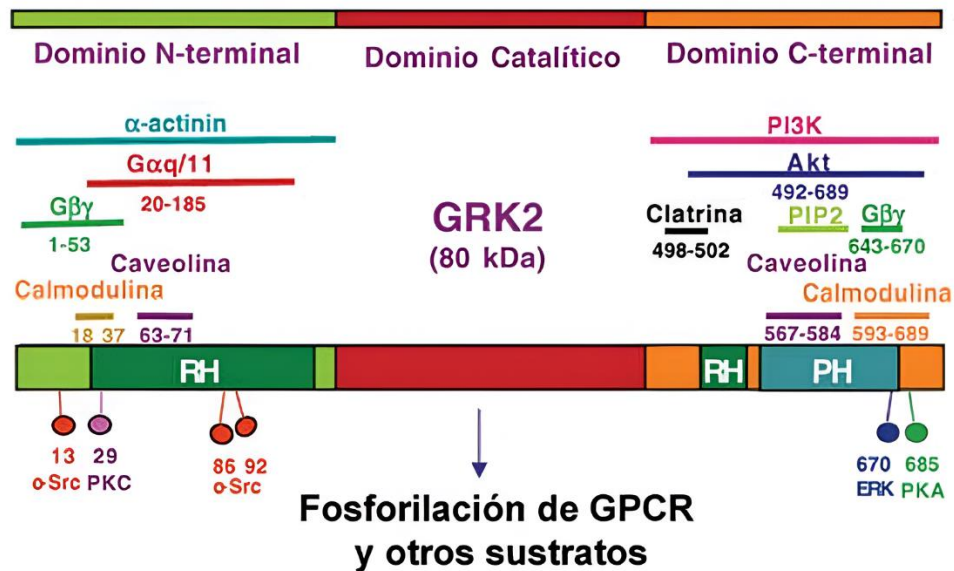 Dominio N-terminal
Dominio Catalítico
Dominio C-terminal
α-actinin
Gαq/11
20-185
Gβγ
1-53
Caveolina
Calmodulina
18 37
63-71
GRK2
(80 kDa)
PI3K
Akt
492-689
Clatrina
498-502
PIP2
Gβγ
643-670
Caveolina
Calmodulina
567-584
593-689
RH
RH
PH
13
α-Src
29
PKC
86 92
α-Src
670
ERK
685
PKA
Fosforilación de GPCR
y otros sustratos